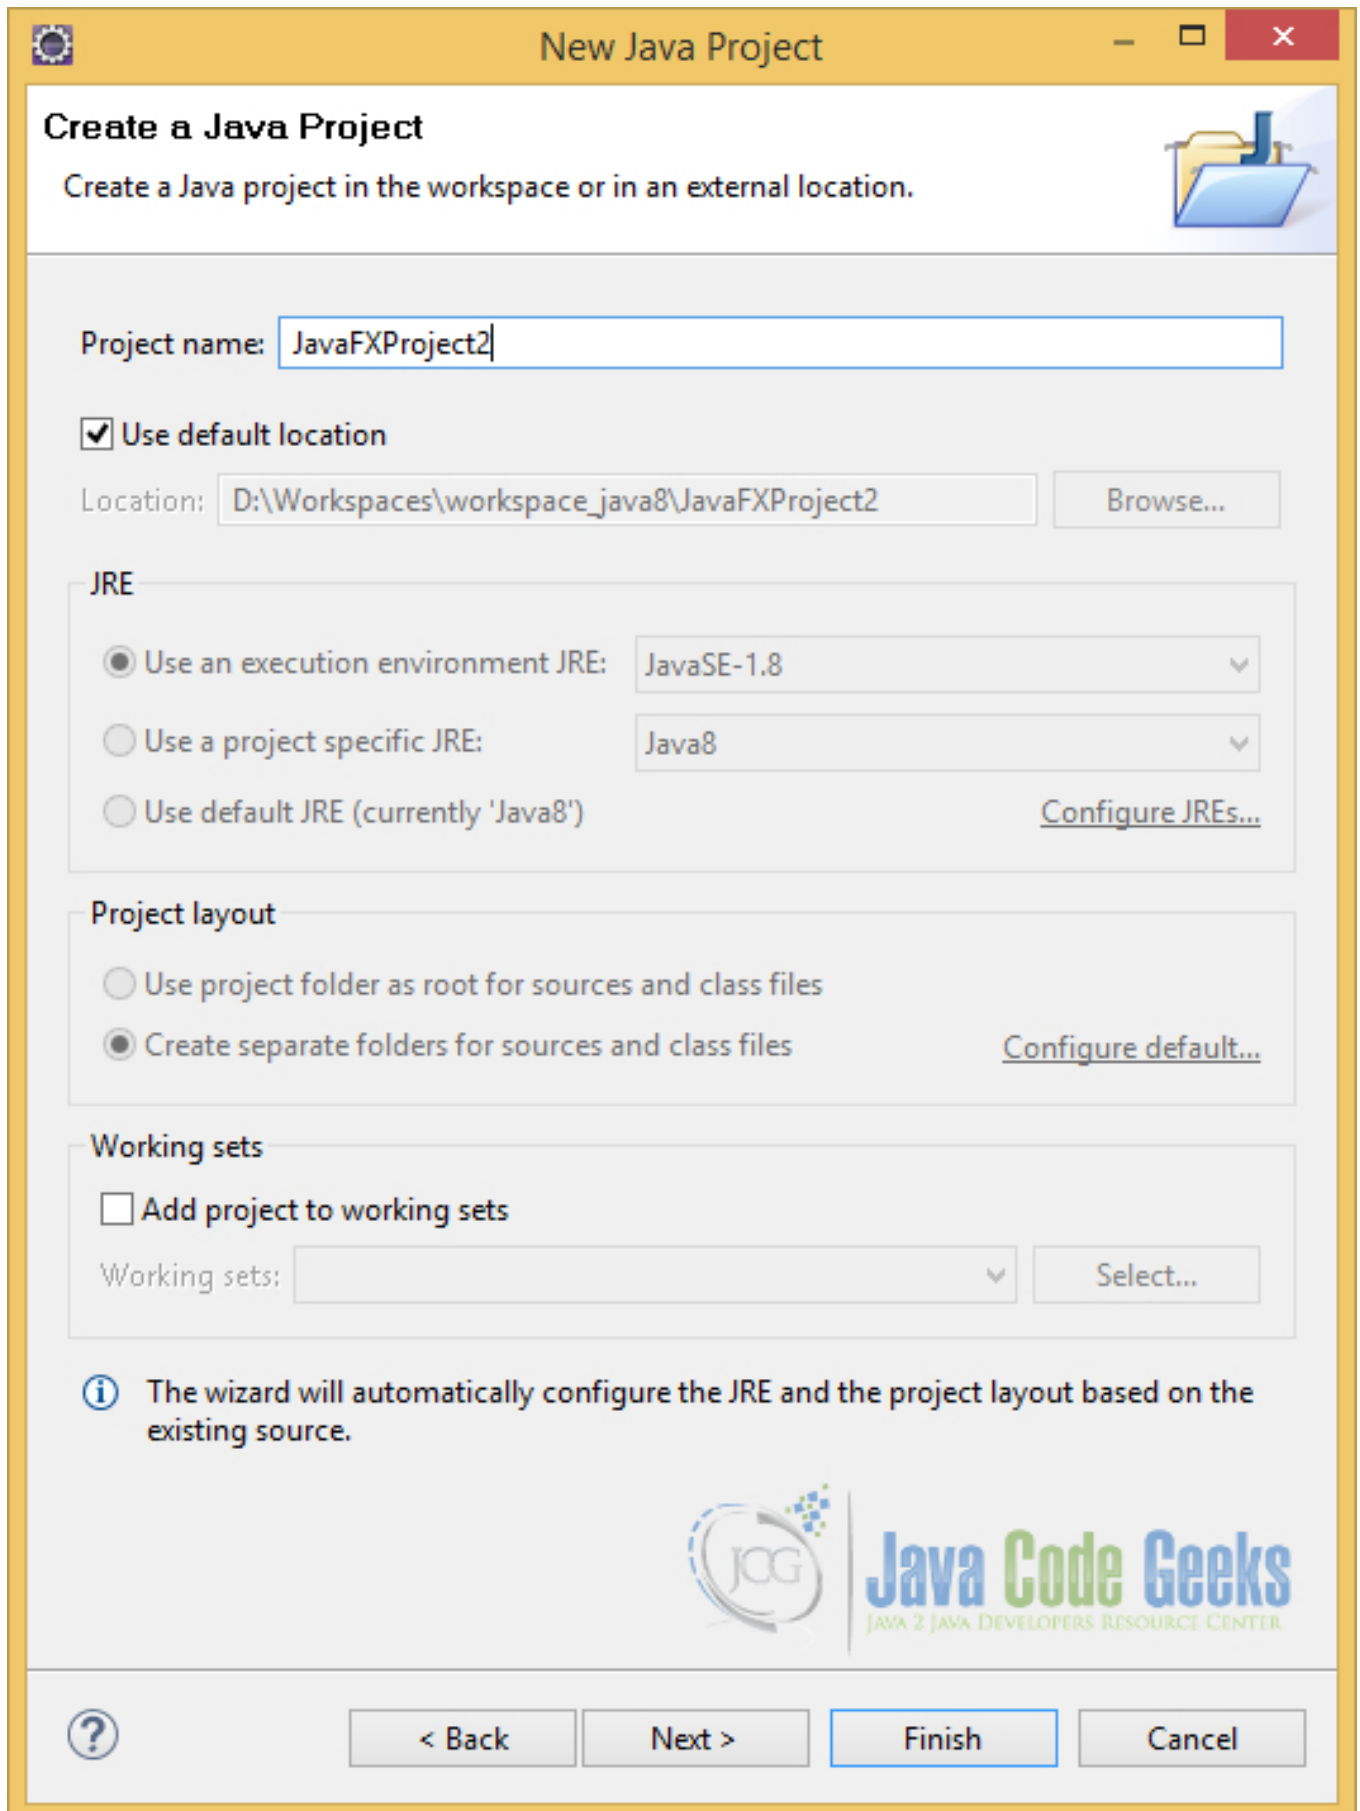 New Java Project
Create a Java Project
Create a Java project in the workspace or in an external location.
Project name: JavaFXProject2
Use default location
Location: D:\Workspaces\workspace_java8\JavaFXProject2 Browse...
JRE
Use an execution environment JRE: JavaSE-1.8
Use a project specific JRE: Java8
Use default JRE (currently 'Java8') Configure JREs...
Project layout
Use project folder as root for sources and class files
Create separate folders for sources and class files Configure default...
Working sets
Add project to working sets
Working sets: Select...
The wizard will automatically configure the JRE and the project layout based on the
existing source.
JCG Java Code Geeks
JAVA 2 JAVA DEVELOPERS RESOURCE CENTER
? < Back Next > Finish Cancel